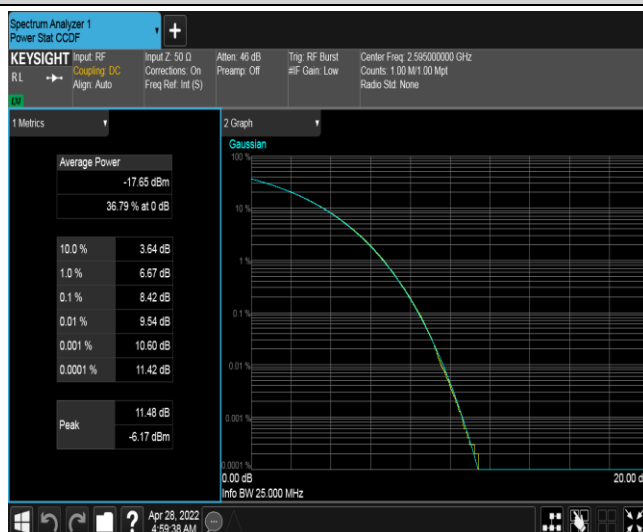 Spectrum Analyzer 1
Power Stat CCDF
+
KEYSIGHT
RL
LXI
Input: RF
Coupling: DC
Align: Auto
Input Z: 50 Ω
Corrections: On
Freq Ref: Int (S)
Atten: 46 dB
Preamp: Off
Trig: RF Burst
#IF Gain: Low
Center Freq: 2.595000000 GHz
Counts: 1.00 M/1.00 Mpt
Radio Std: None
1 Metrics
Average Power
-17.65 dBm
36.79 % at 0 dB
10.0 % 3.64 dB
1.0 % 6.67 dB
0.1 % 8.42 dB
0.01 % 9.54 dB
0.001 % 10.60 dB
0.0001 % 11.42 dB
Peak
11.48 dB
-6.17 dBm
2 Graph
Gaussian
100 %
10 %
1 %
0.1 %
0.01 %
0.001 %
0.0001 %
0.00 dB
20.00 d
Info BW 25.000 MHz
?
Apr 28, 2022
4:59:38 AM